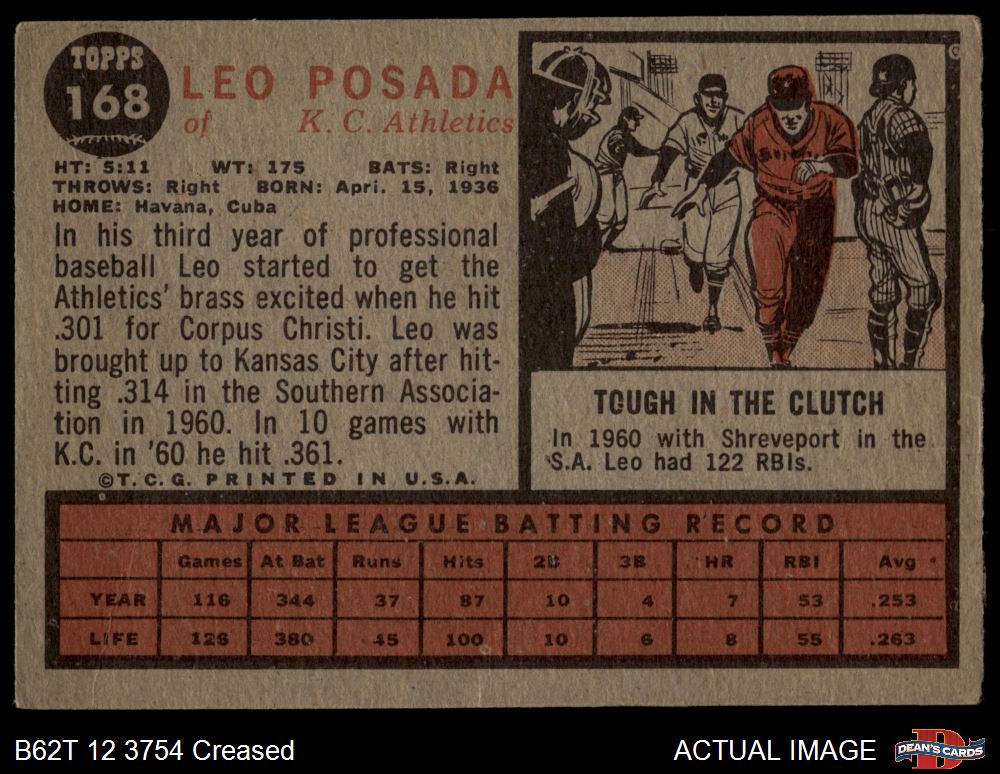 TOPPS
168
LEO POSADA
of K. C. Athletics
HT: 5:11 WT: 175 BATS: Right
THROWS: Right BORN: Apri. 15, 1936
HOME: Havana, Cuba
In his third year of professional
baseball Leo started to get the
Athletics' brass excited when he hit
.301 for Corpus Christi. Leo was
brought up to Kansas City after hit-
ting .314 in the Southern Associa-
tion in 1960. In 10 games with
K.C. in '60 he hit .361.
©T. C. G. PRINTED IN U.S.A.
TOUGH IN THE CLUTCH
In 1960 with Shreveport in the
S.A. Leo had 122 RBIs.
MAJOR LEAGUE BATTING RECORD
Games At Bat Runs Hits 2B 3B HR RBI Avg
YEAR 116 344 37 87 10 4 7 53 .253
LIFE 126 380 45 100 10 6 8 55 .263
B62T 12 3754 Creased
ACTUAL IMAGE
DEAN'S CARDS